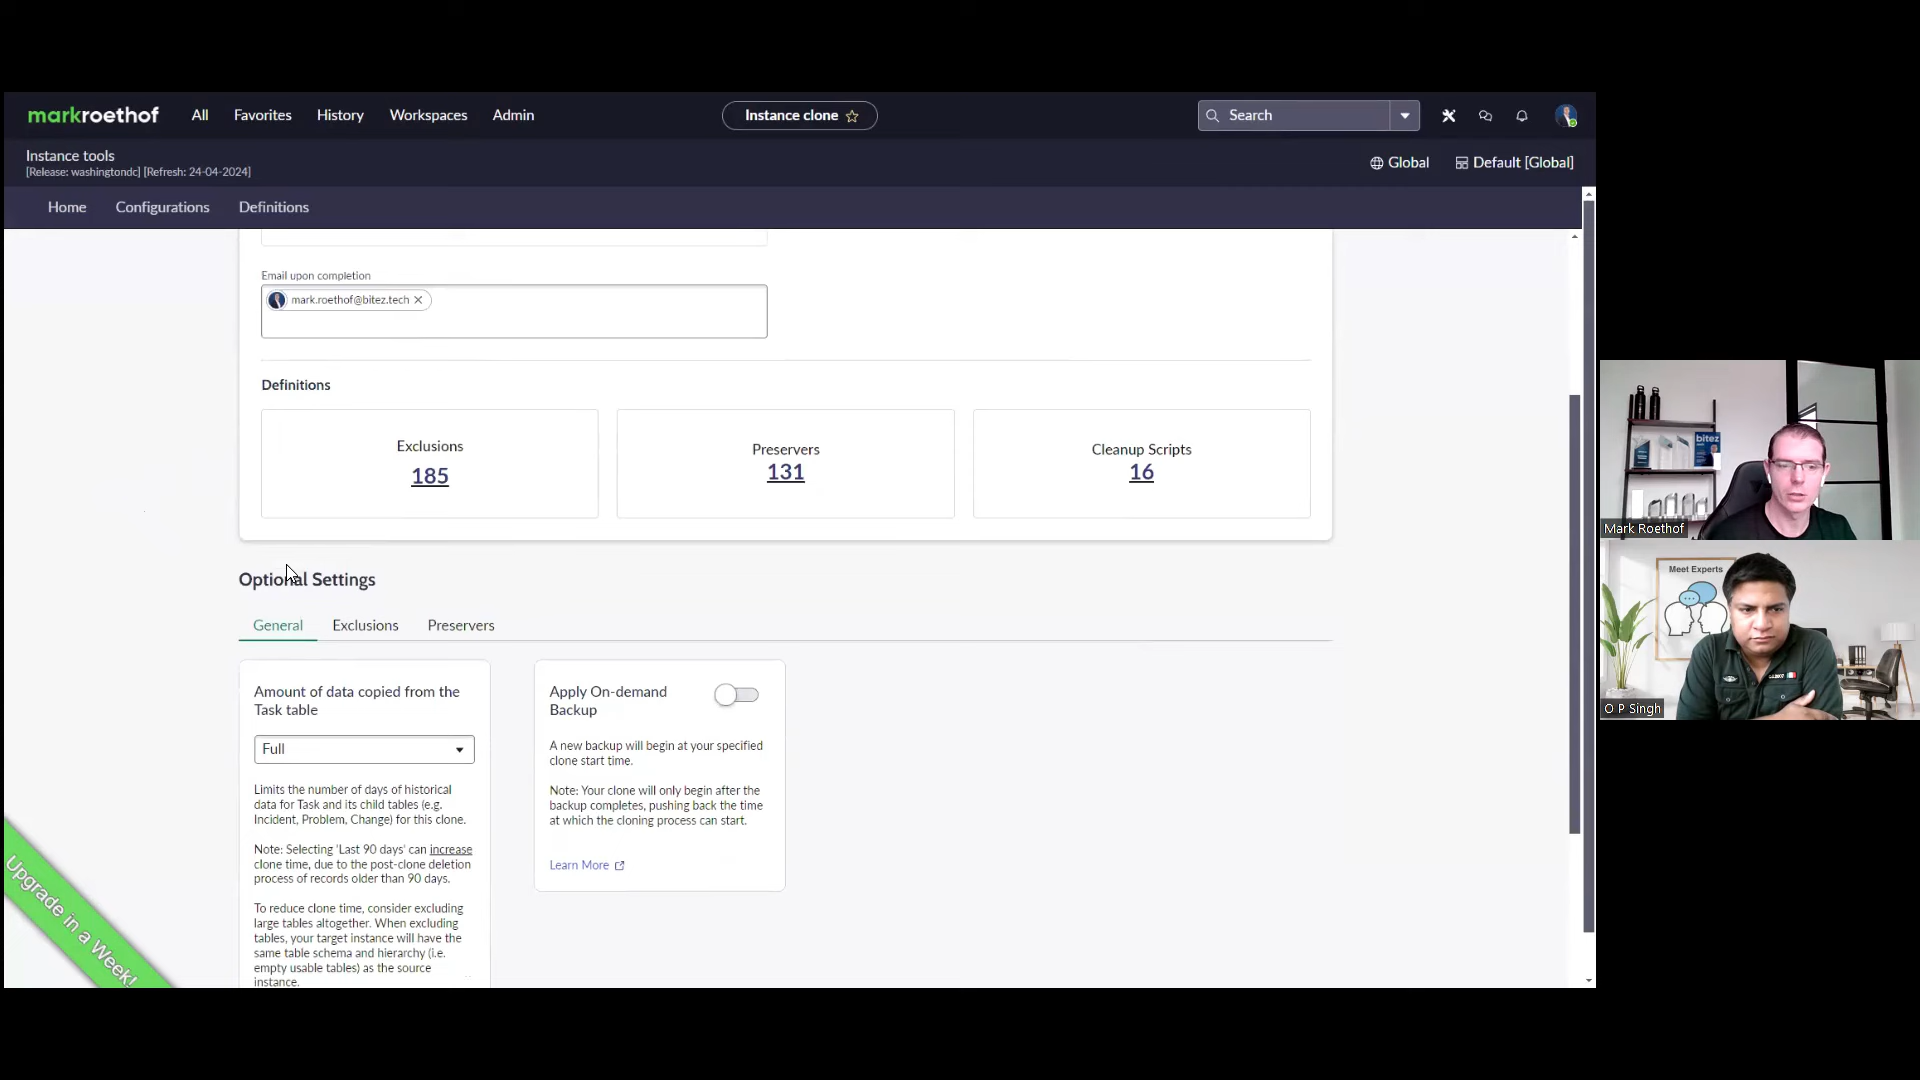 markroethof
All
Favorites
History
Workspaces
Admin
Instance clone
Search
Instance tools
[Release: washingtondc] [Refresh: 24-04-2024]
Global
Default [Global]
Home
Configurations
Definitions
Email upon completion
mark.roethof@bitez.tech
Definitions
Exclusions
185
Preservers
131
Cleanup Scripts
16
Optional Settings
General
Exclusions
Preservers
Amount of data copied from the
Task table
Full
Limits the number of days of historical
data for Task and its child tables (e.g.
Incident, Problem, Change) for this clone.
Note: Selecting 'Last 90 days' can increase
clone time, due to the post-clone deletion
process of records older than 90 days.
To reduce clone time, consider excluding
large tables altogether. When excluding
tables, your target instance will have the
same table schema and hierarchy (i.e.
empty usable tables) as the source
instance.
Apply On-demand
Backup
A new backup will begin at your specified
clone start time.
Note: Your clone will only begin after the
backup completes, pushing back the time
at which the cloning process can start.
Learn More
Upgrade in a Week!
bitez
Mark Roethof
Meet Experts
O P Singh